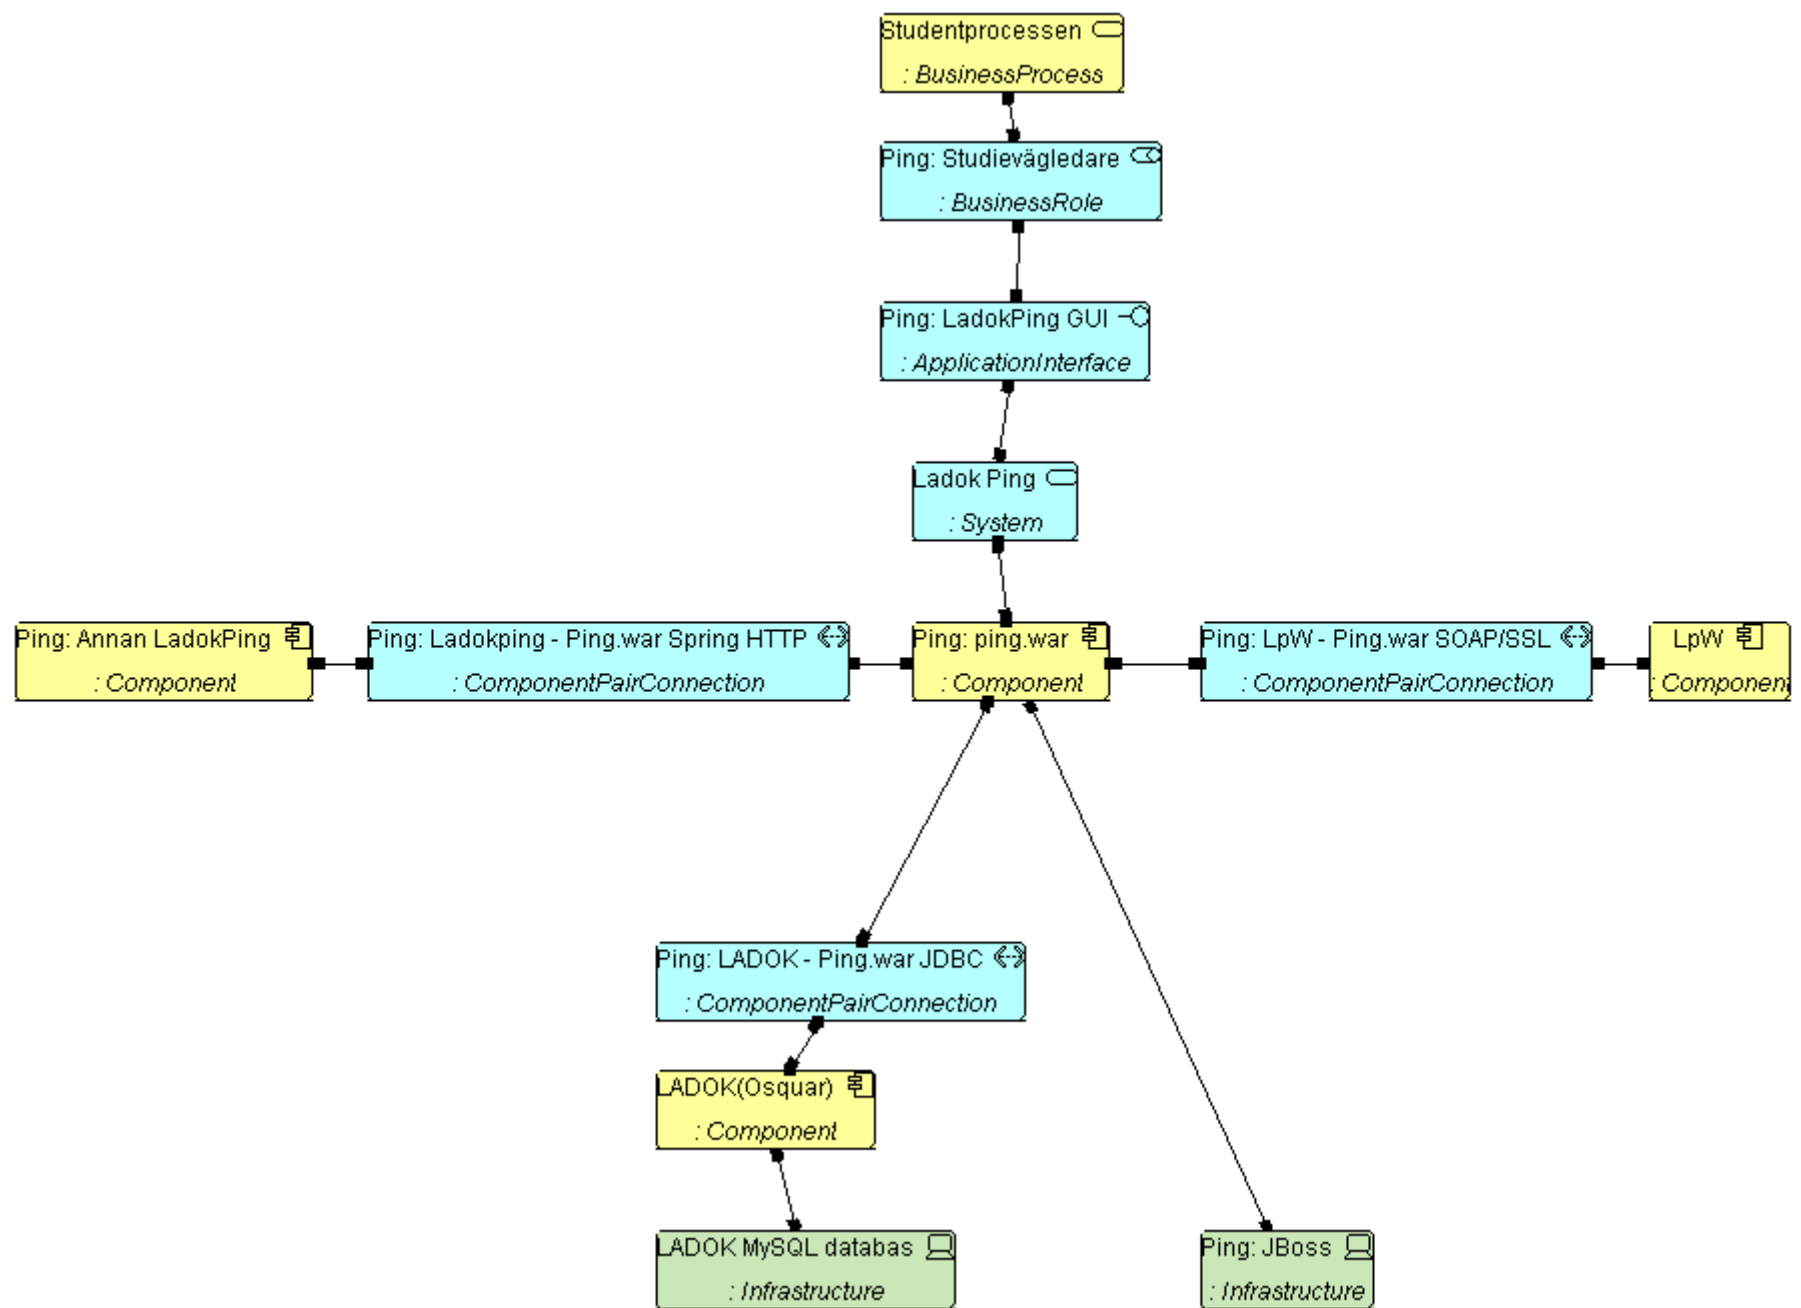 Studentprocessen
: BusinessProcess
Ping: Studievägledare
: BusinessRole
Ping: LadokPing GUI
: ApplicationInterface
Ladok Ping
: System
Ping: Annan LadokPing
: Component
Ping: Ladokping - Ping.war Spring HTTP
: ComponentPairConnection
Ping: ping.war
: Component
Ping: LpW - Ping.war SOAP/SSL
: ComponentPairConnection
LpW
: Component
Ping: LADOK - Ping.war JDBC
: ComponentPairConnection
LADOK(Osquar)
: Component
LADOK MySQL databas
: Infrastructure
Ping: JBoss
: Infrastructure